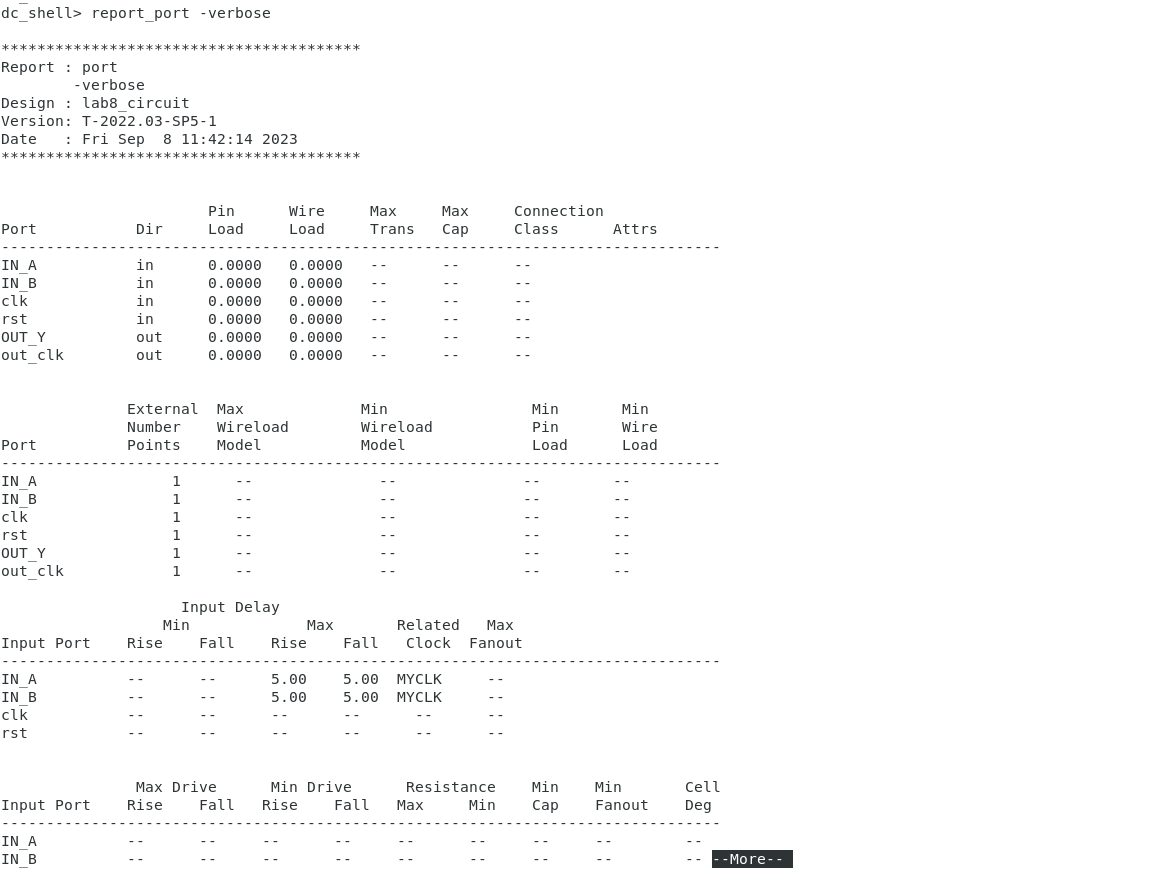 dc_shell> report_port -verbose
****************************************
Report : port
        -verbose
Design : lab8_circuit
Version: T-2022.03-SP5-1
Date   : Fri Sep  8 11:42:14 2023
****************************************
                       Pin      Wire     Max     Max     Connection
Port           Dir     Load     Load     Trans   Cap     Class      Attrs
--------------------------------------------------------------------------------
IN_A           in      0.0000   0.0000   --      --      --
IN_B           in      0.0000   0.0000   --      --      --
clk            in      0.0000   0.0000   --      --      --
rst            in      0.0000   0.0000   --      --      --
OUT_Y          out     0.0000   0.0000   --      --      --
out_clk        out     0.0000   0.0000   --      --      --
              External  Max             Min                Min       Min
              Number    Wireload        Wireload           Pin       Wire
Port          Points    Model           Model              Load      Load
--------------------------------------------------------------------------------
IN_A               1      --              --              --        --
IN_B               1      --              --              --        --
clk                1      --              --              --        --
rst                1      --              --              --        --
OUT_Y              1      --              --              --        --
out_clk            1      --              --              --        --
                    Input Delay
                  Min             Max       Related   Max
Input Port    Rise    Fall    Rise    Fall   Clock  Fanout
--------------------------------------------------------------------------------
IN_A          --      --      5.00    5.00  MYCLK     --
IN_B          --      --      5.00    5.00  MYCLK     --
clk           --      --      --      --      --      --
rst           --      --      --      --      --      --
               Max Drive      Min Drive      Resistance    Min    Min       Cell
Input Port    Rise    Fall   Rise    Fall   Max     Min    Cap    Fanout    Deg
--------------------------------------------------------------------------------
IN_A          --      --     --      --     --      --     --     --        --
IN_B          --      --     --      --     --      --     --     --        -- --More--